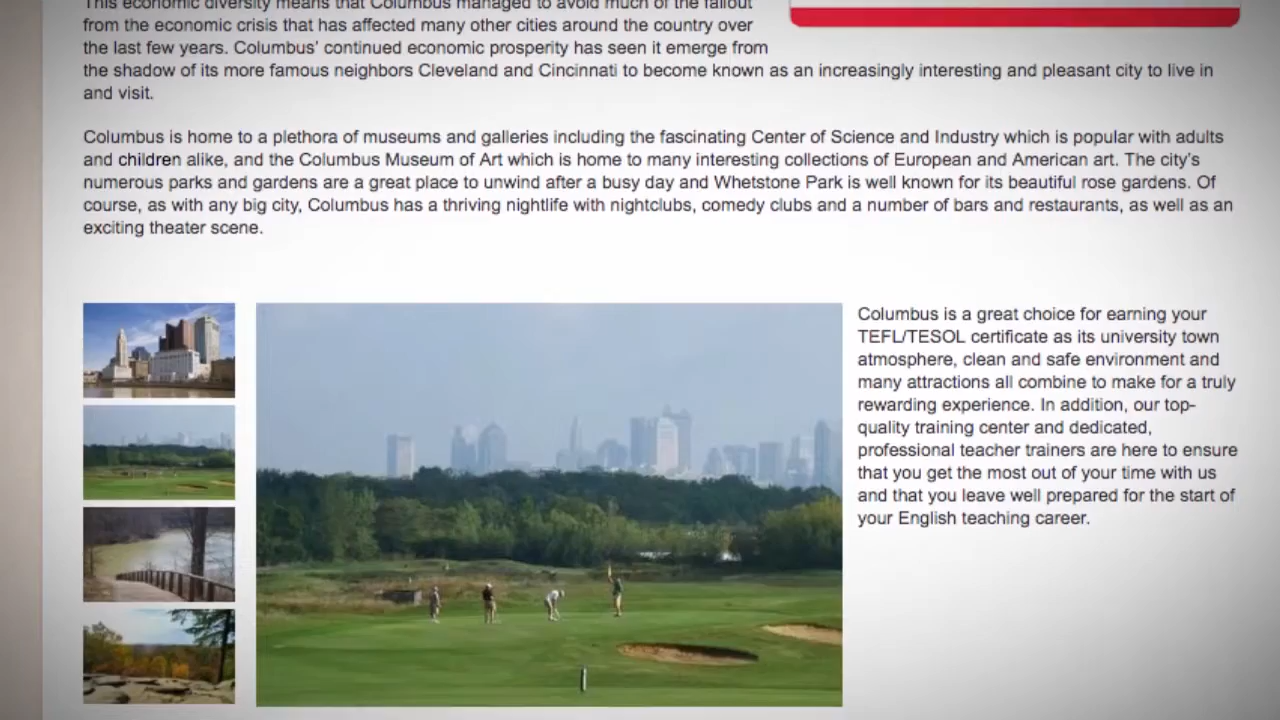 This economic diversity means that Columbus managed to avoid much of the fallout
from the economic crisis that has affected many other cities around the country over
the last few years. Columbus' continued economic prosperity has seen it emerge from
the shadow of its more famous neighbors Cleveland and Cincinnati to become known as an increasingly interesting and pleasant city to live in
and visit.
Columbus is home to a plethora of museums and galleries including the fascinating Center of Science and Industry which is popular with adults
and children alike, and the Columbus Museum of Art which is home to many interesting collections of European and American art. The city's
numerous parks and gardens are a great place to unwind after a busy day and Whetstone Park is well known for its beautiful rose gardens. Of
course, as with any big city, Columbus has a thriving nightlife with nightclubs, comedy clubs and a number of bars and restaurants, as well as an
exciting theater scene.
Columbus is a great choice for earning your
TEFL/TESOL certificate as its university town
atmosphere, clean and safe environment and
many attractions all combine to make for a truly
rewarding experience. In addition, our top-
quality training center and dedicated,
professional teacher trainers are here to ensure
that you get the most out of your time with us
and that you leave well prepared for the start of
your English teaching career.